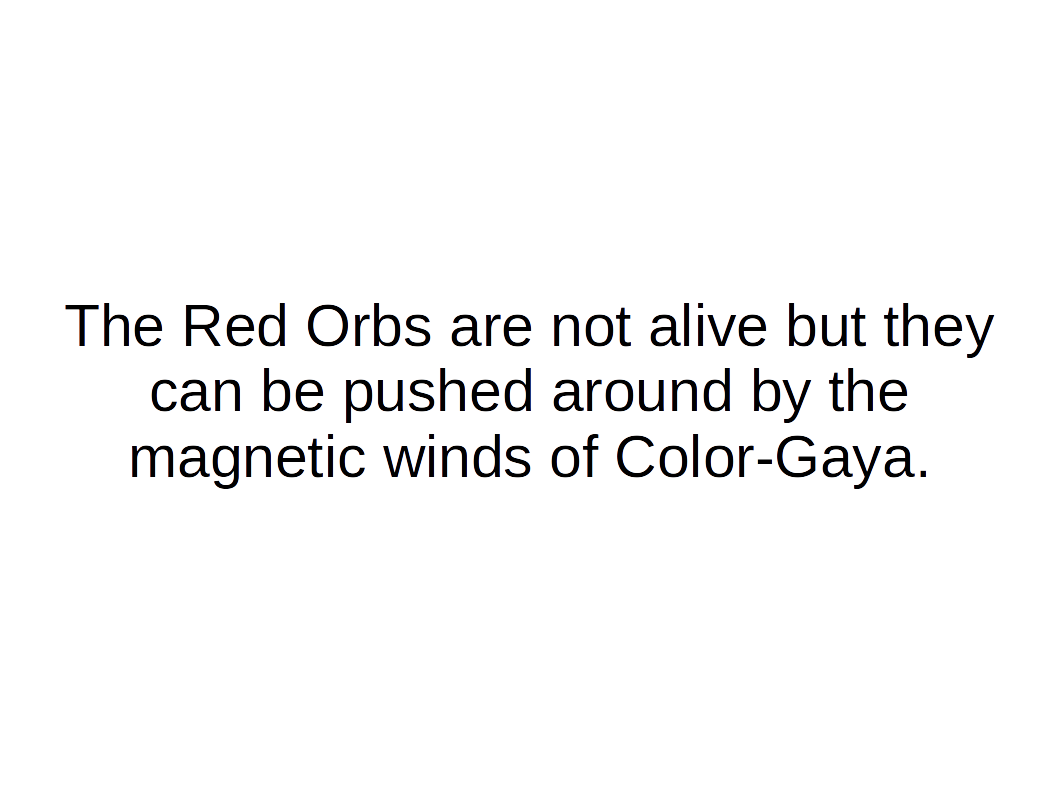 The Red Orbs are not alive but they
can be pushed around by the
magnetic winds of Color-Gaya.